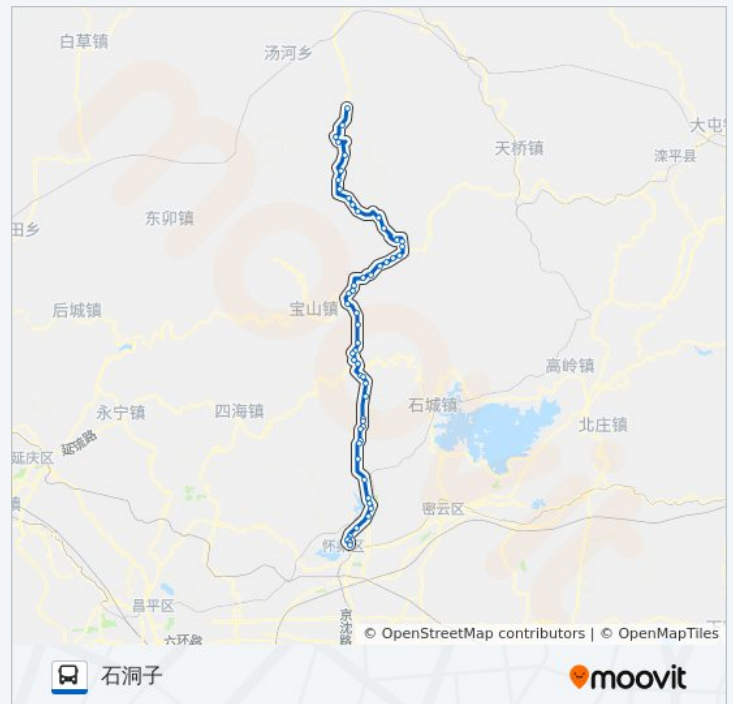 白草镇
汤河乡
大屯
天桥镇
滦平县
东卯镇
田乡
后城镇
宝山镇
高岭镇
永宁镇
四海镇
石城镇
北庄镇
延琉路
延庆区
镇
密云区
怀柔区
昌平区
六环路
京沈路
© OpenStreetMap contributors | © OpenMapTiles
石洞子
moovit